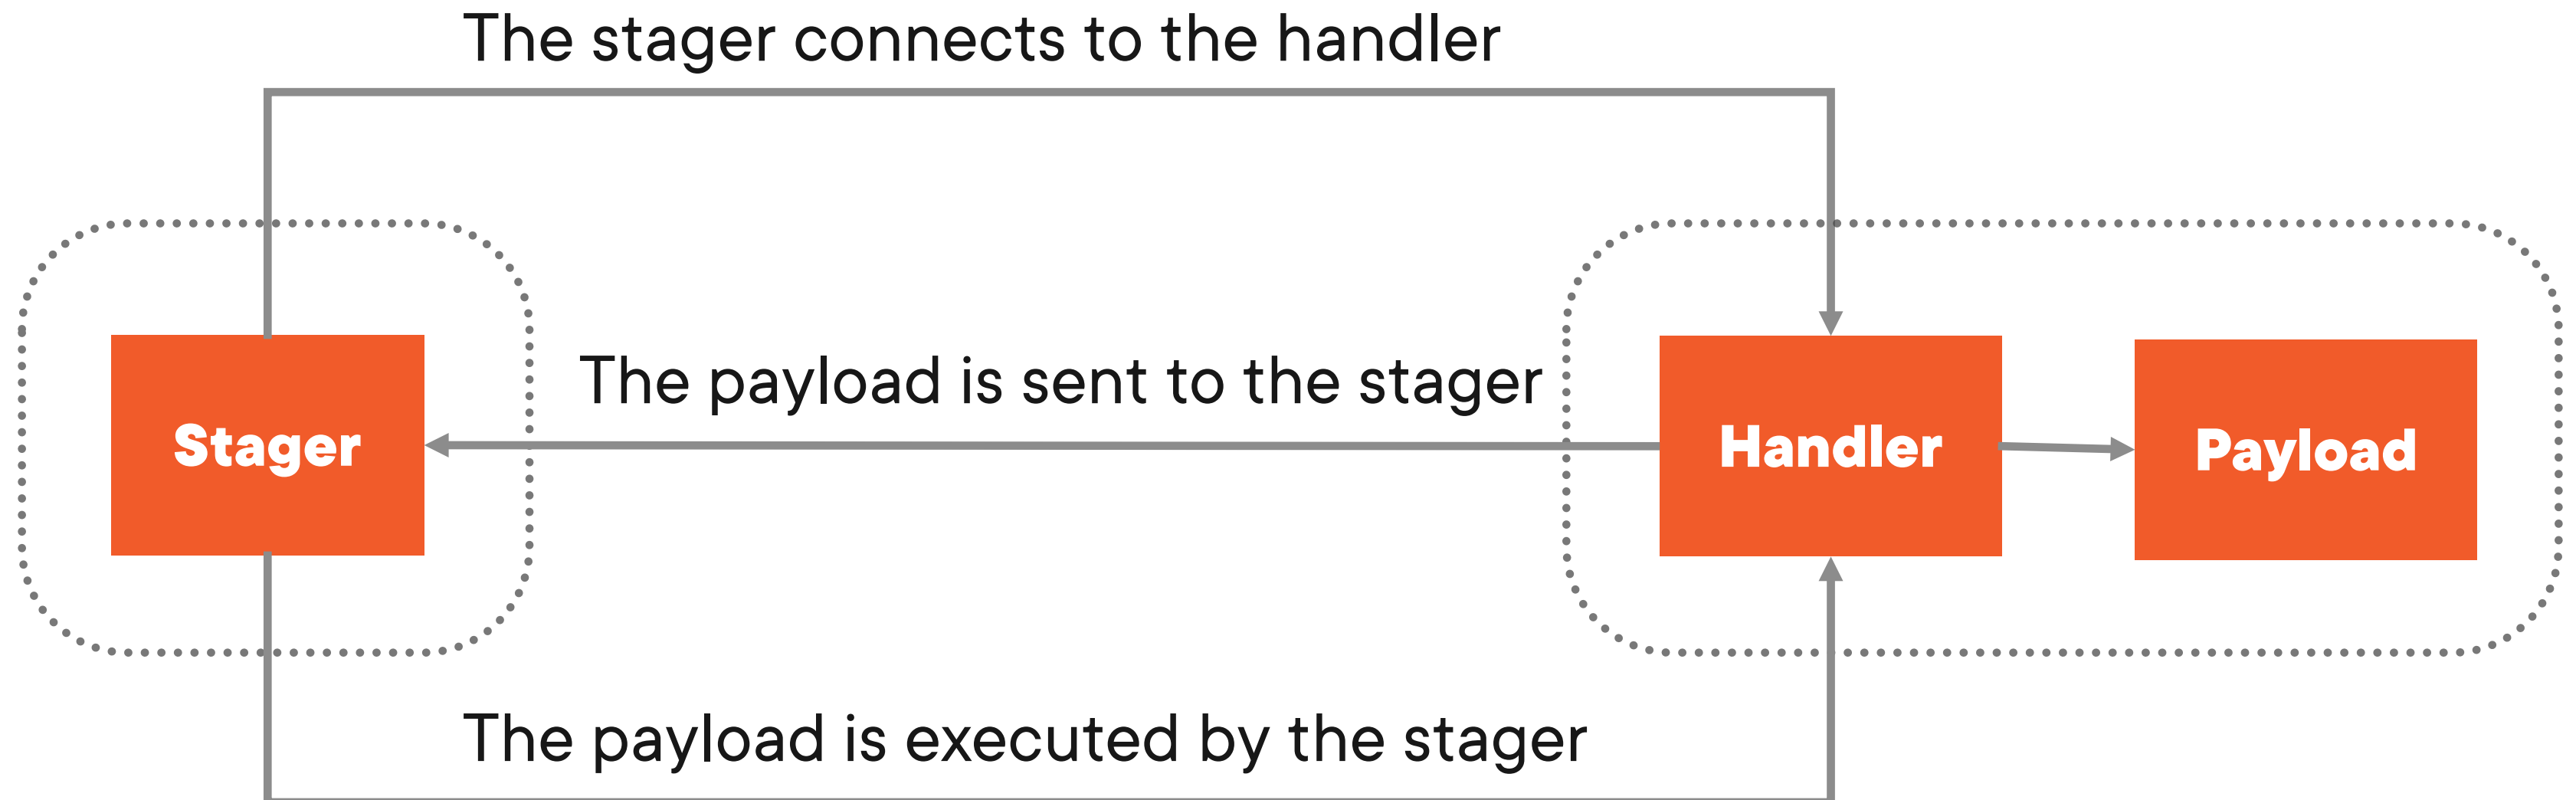 The stager connects to the handler
The payload is sent to the stager
Stager
Handler
Payload
The payload is executed by the stager